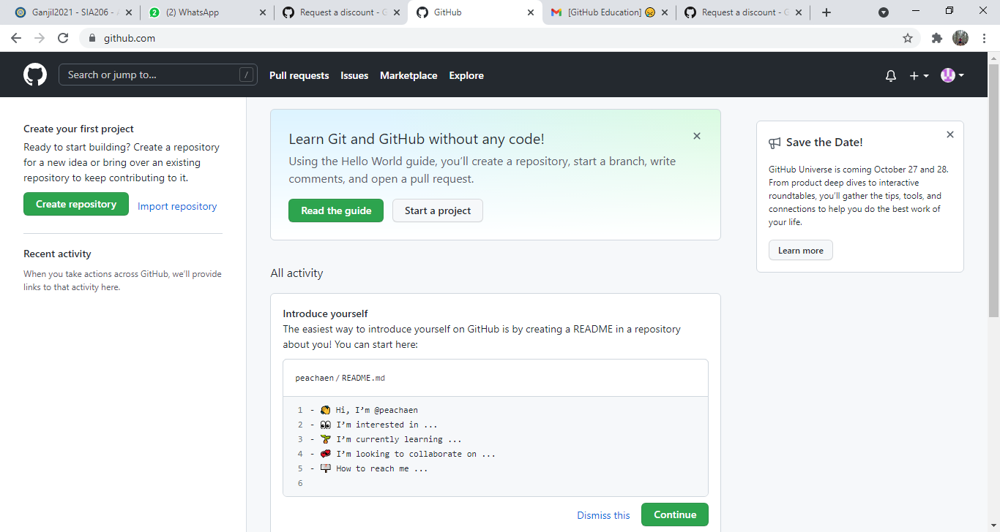 Ganjil2021 - SIA206 -
(2) WhatsApp
Request a discount - G
GitHub
[GitHub Education]
Request a discount - G
github.com
Search or jump to...
/
Pull requests
Issues
Marketplace
Explore
Create your first project
Ready to start building? Create a repository
for a new idea or bring over an existing
repository to keep contributing to it.
Create repository
Import repository
Recent activity
When you take actions across GitHub, we'll provide
links to that activity here.
Learn Git and GitHub without any code!
Using the Hello World guide, you'll create a repository, start a branch, write
comments, and open a pull request.
Read the guide
Start a project
All activity
Introduce yourself
The easiest way to introduce yourself on GitHub is by creating a README in a repository
about you! You can start here:
peachaen / README.md
1 - 👋 Hi, I'm @peachaen
2 - 👀 I'm interested in ...
3 - 🌱 I'm currently learning ...
4 - 💞️ I'm looking to collaborate on ...
5 - 📫 How to reach me ...
6
Dismiss this
Continue
Save the Date!
GitHub Universe is coming October 27 and 28.
From product deep dives to interactive
roundtables, you'll gather the tips, tools, and
connections to help you do the best work of
your life.
Learn more